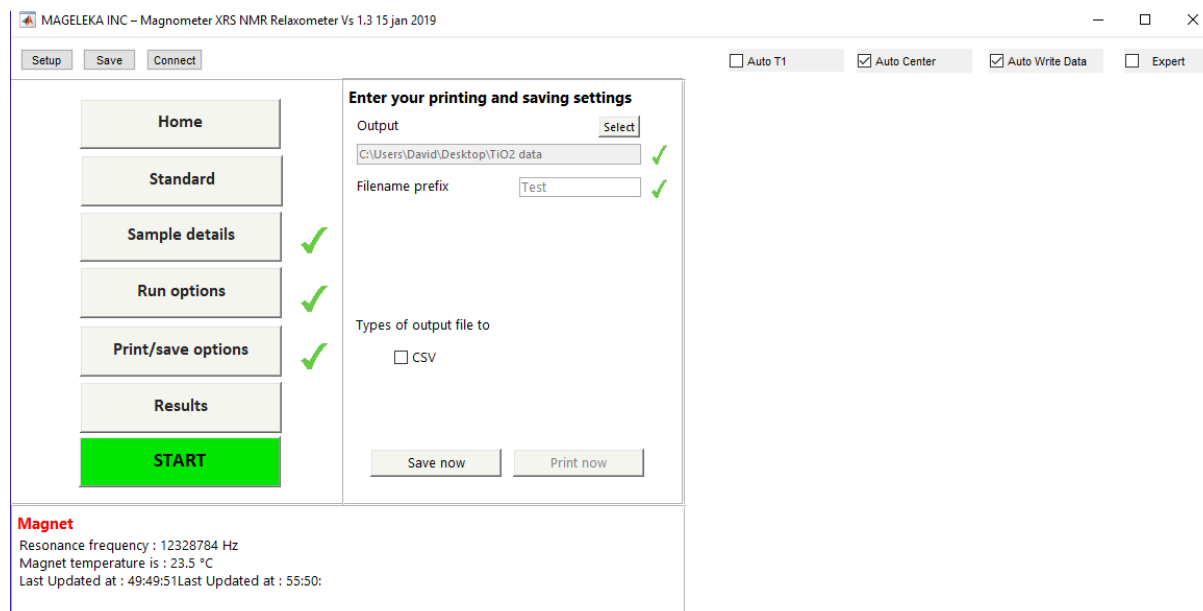 MAGELEKA INC – Magnometer XRS NMR Relaxometer Vs 1.3 15 jan 2019
Setup Save Connect Auto T1 Auto Center Auto Write Data Expert
Home
Standard
Sample details
Run options
Print/save options
Results
START
Enter your printing and saving settings
Output Select
C:\Users\David\Desktop\TiO2 data
Filename prefix Test
Types of output file to
CSV
Save now Print now
Magnet
Resonance frequency : 12328784 Hz
Magnet temperature is : 23.5 °C
Last Updated at : 49:49:51Last Updated at : 55:50: